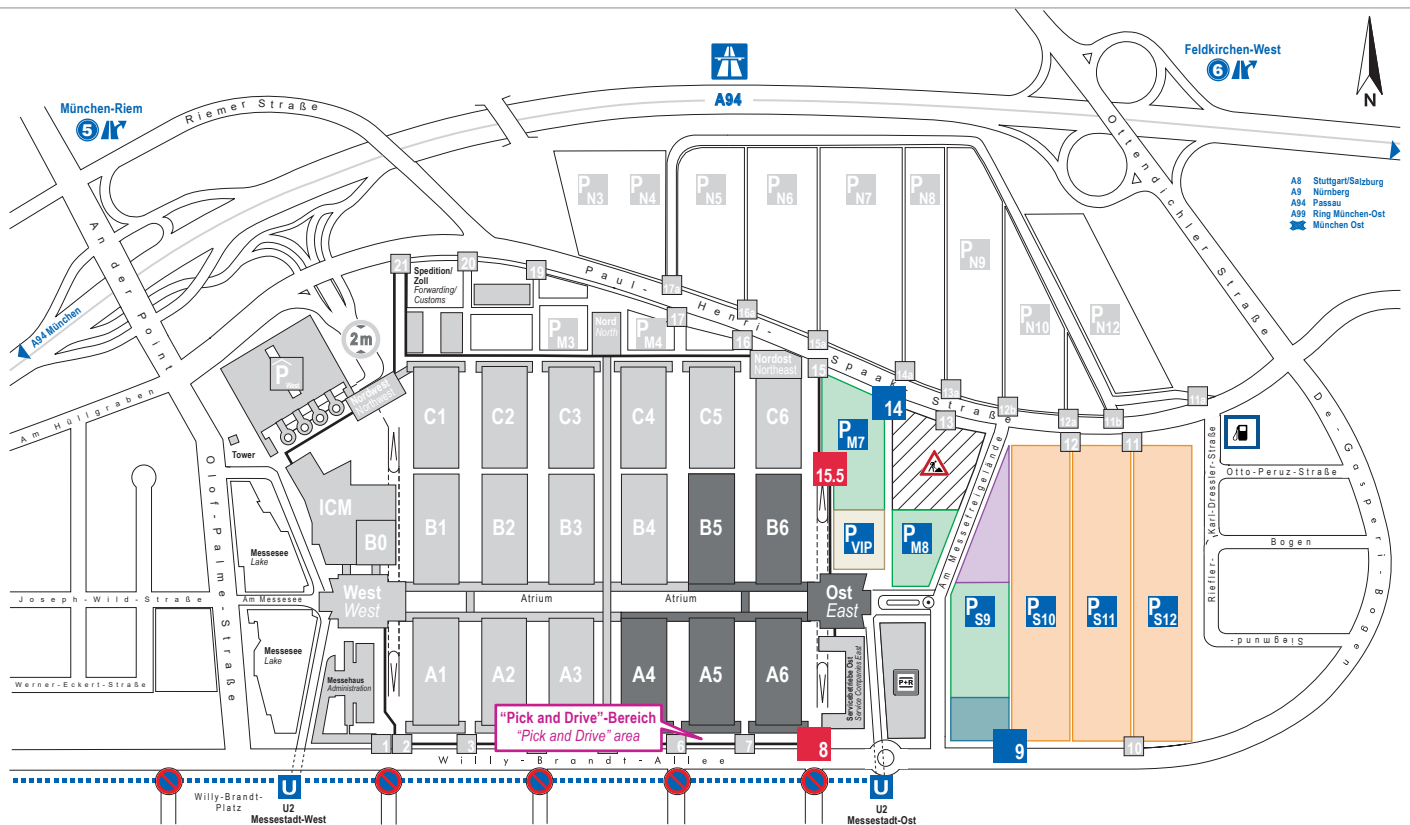 Feldkirchen-West
6
A94
N
München-Riem
5
Riemer Straße
Ottendichler Straße
A8 Stuttgart/Salzburg
A9 Nürnberg
A94 Passau
A99 Ring München-Ost
München Ost
P N3
P N4
P N5
P N6
P N7
P N8
P N9
P N10
P N12
An der Point
A94 München
21
20
19
Spedition/
Zoll
Forwarding/
Customs
Paul-Henri-Spaak-Straße
17a
16a
15a
14a
13a
12b
12a
11b
11a
17
16
15
2m
P West
P M3
Nord
North
P M4
Nordost
Northeast
Nordwest
Northwest
14
13
12
11
Am Hüllgraben
Tower
Olof-Palme-Straße
C1
C2
C3
C4
C5
C6
P M7
15.5
Am Messefreigelände
Karl-Dressler-Straße
Otto-Peruz-Straße
De-Gasperi-Bogen
ICM
B0
B1
B2
B3
B4
B5
B6
P VIP
P M8
Riefler-
Bogen
Messesee
Lake
Joseph-Wild-Straße
Am Messesee
West
West
Atrium
Atrium
Ost
East
P S9
P S10
P S11
P S12
Siegmund-
Messesee
Lake
Werner-Eckert-Straße
Messehaus
Administration
A1
A2
A3
A4
A5
A6
Servicebetriebe Ost
Service Companies East
P+R
"Pick and Drive"-Bereich
"Pick and Drive" area
1
2
3
6
7
8
9
10
Willy-Brandt-Allee
Willy-Brandt-
Platz
U
U2
Messestadt-West
U
U2
Messestadt-Ost